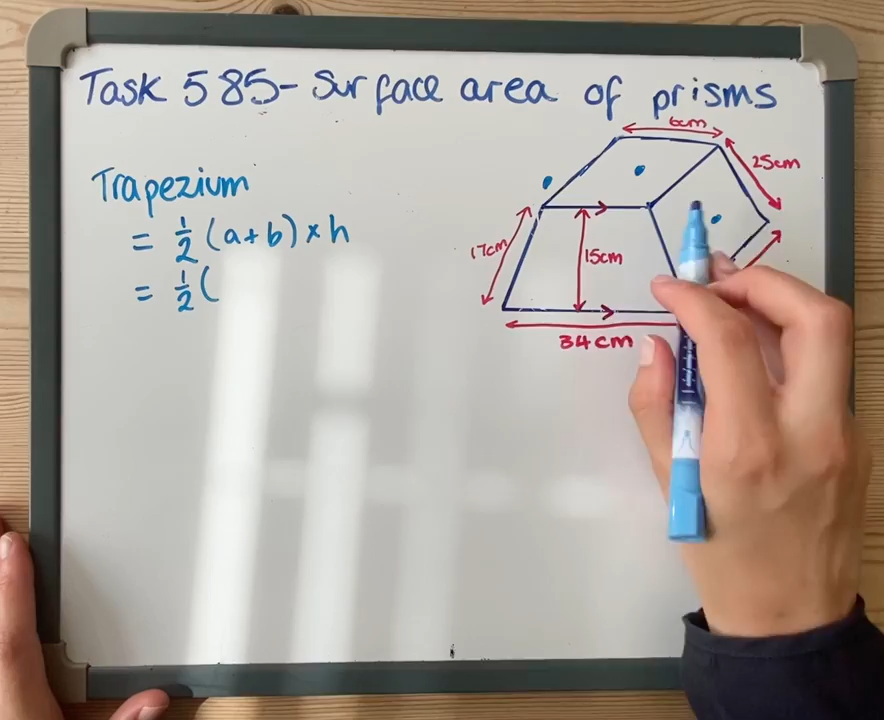 Task 585- Surface area of prisms
6cm
25cm
Trapezium
= 1/2 (a+b) × h
17cm
15cm
= 1/2 (
34cm